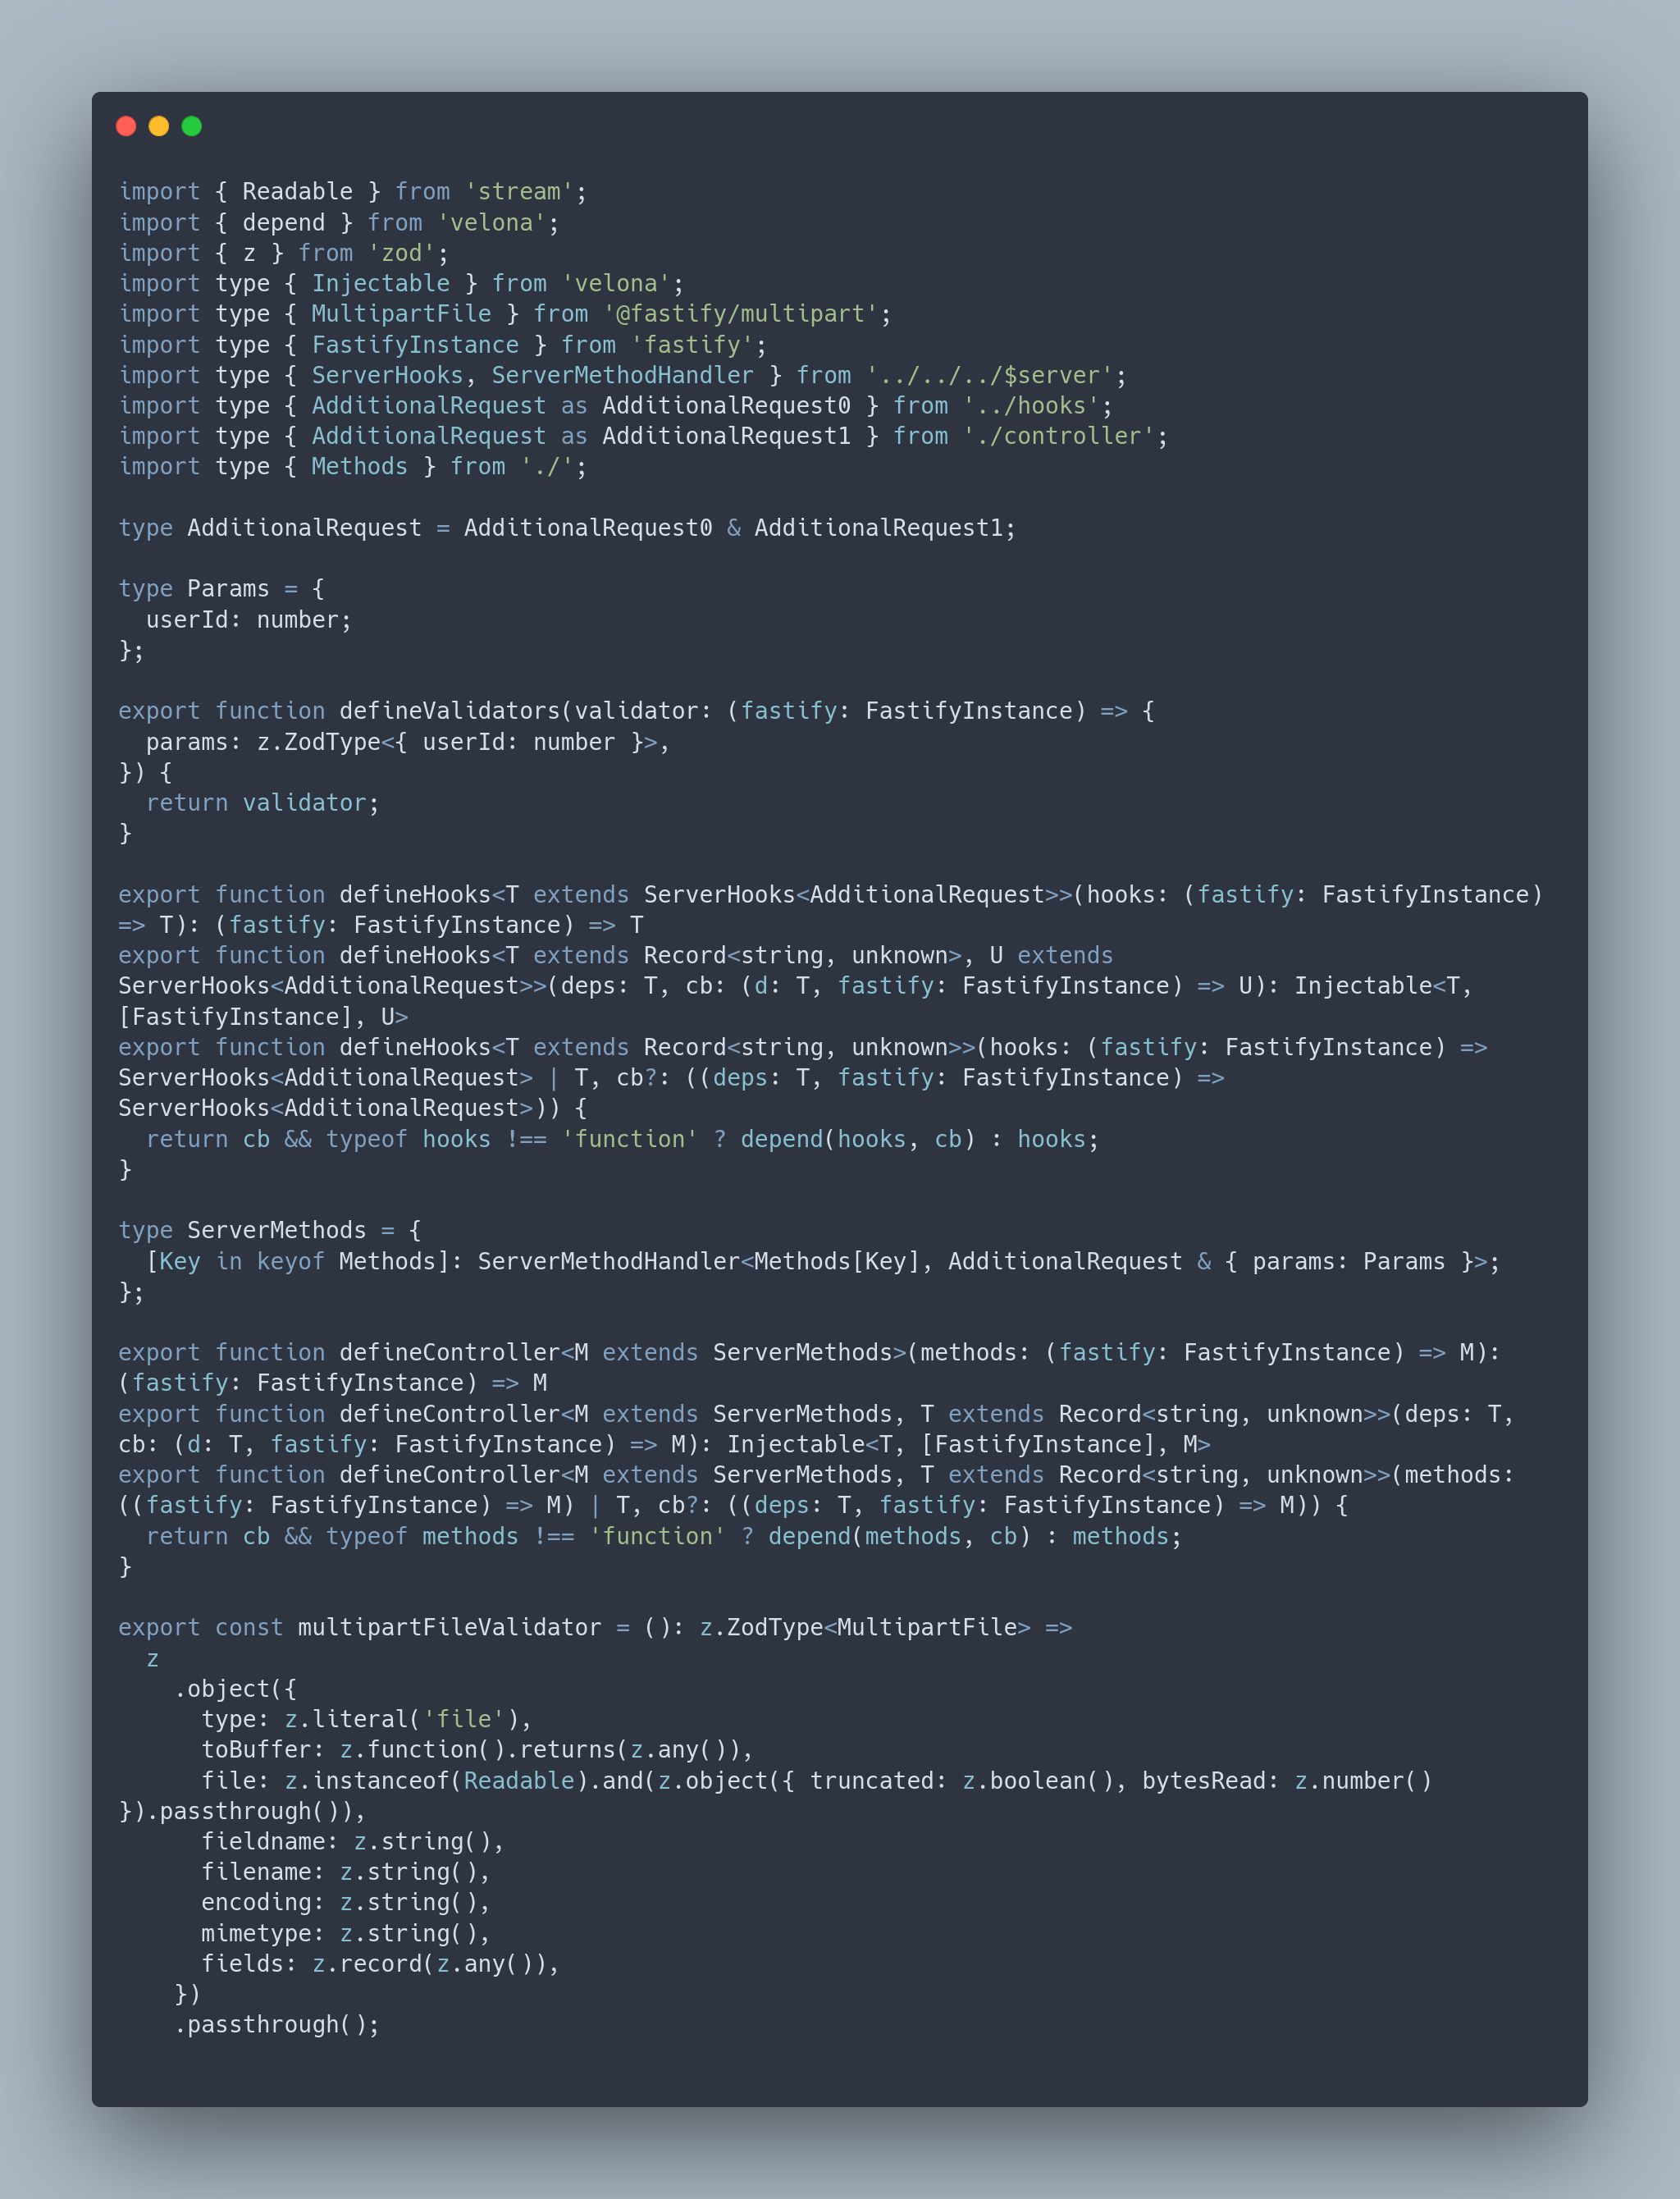 import { Readable } from 'stream';
import { depend } from 'velona';
import { z } from 'zod';
import type { Injectable } from 'velona';
import type { MultipartFile } from '@fastify/multipart';
import type { FastifyInstance } from 'fastify';
import type { ServerHooks, ServerMethodHandler } from '../../../$server';
import type { AdditionalRequest as AdditionalRequest0 } from '../hooks';
import type { AdditionalRequest as AdditionalRequest1 } from './controller';
import type { Methods } from './';

type AdditionalRequest = AdditionalRequest0 & AdditionalRequest1;

type Params = {
  userId: number;
};

export function defineValidators(validator: (fastify: FastifyInstance) => {
  params: z.ZodType<{ userId: number }>,
}) {
  return validator;
}

export function defineHooks<T extends ServerHooks<AdditionalRequest>>(hooks: (fastify: FastifyInstance)
=> T): (fastify: FastifyInstance) => T
export function defineHooks<T extends Record<string, unknown>, U extends
ServerHooks<AdditionalRequest>>(deps: T, cb: (d: T, fastify: FastifyInstance) => U): Injectable<T,
[FastifyInstance], U>
export function defineHooks<T extends Record<string, unknown>>(hooks: (fastify: FastifyInstance) =>
ServerHooks<AdditionalRequest> | T, cb?: ((deps: T, fastify: FastifyInstance) =>
ServerHooks<AdditionalRequest>)) {
  return cb && typeof hooks !== 'function' ? depend(hooks, cb) : hooks;
}

type ServerMethods = {
  [Key in keyof Methods]: ServerMethodHandler<Methods[Key], AdditionalRequest & { params: Params }>;
};

export function defineController<M extends ServerMethods>(methods: (fastify: FastifyInstance) => M):
(fastify: FastifyInstance) => M
export function defineController<M extends ServerMethods, T extends Record<string, unknown>>(deps: T,
cb: (d: T, fastify: FastifyInstance) => M): Injectable<T, [FastifyInstance], M>
export function defineController<M extends ServerMethods, T extends Record<string, unknown>>(methods:
((fastify: FastifyInstance) => M) | T, cb?: ((deps: T, fastify: FastifyInstance) => M)) {
  return cb && typeof methods !== 'function' ? depend(methods, cb) : methods;
}

export const multipartFileValidator = (): z.ZodType<MultipartFile> =>
  z
    .object({
      type: z.literal('file'),
      toBuffer: z.function().returns(z.any()),
      file: z.instanceof(Readable).and(z.object({ truncated: z.boolean(), bytesRead: z.number()
}).passthrough()),
      fieldname: z.string(),
      filename: z.string(),
      encoding: z.string(),
      mimetype: z.string(),
      fields: z.record(z.any()),
    })
    .passthrough();